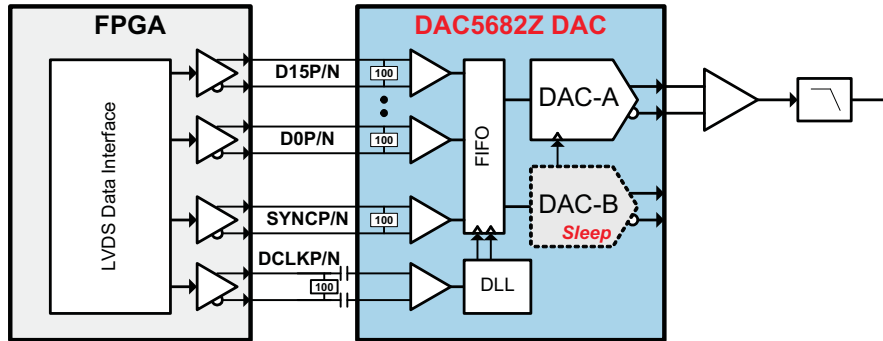 FPGA
DAC5682Z DAC
LVDS Data Interface
D15P/N
100
D0P/N
100
SYNCP/N
100
DCLKP/N
100
FIFO
DLL
DAC-A
DAC-B
Sleep